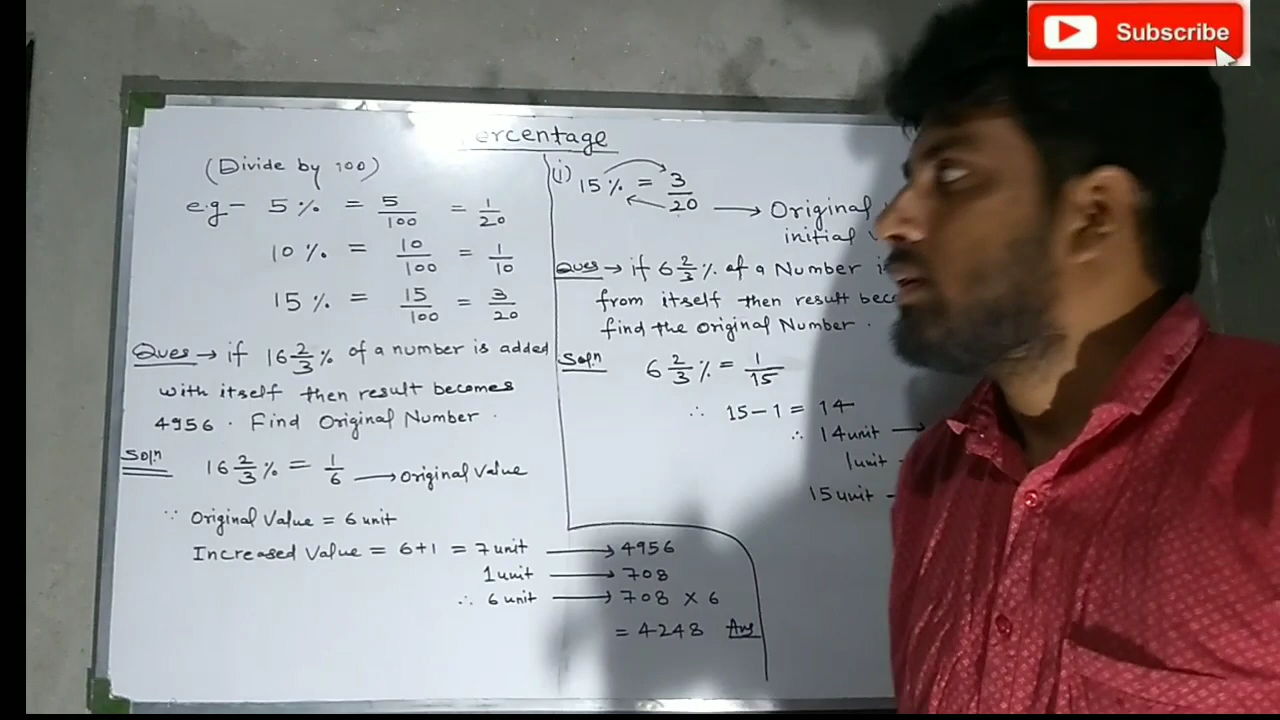 Subscribe
ercentage
(Divide by 100)
e.g- 5% = 5/100 = 1/20
10% = 10/100 = 1/10
15% = 15/100 = 3/20
Ques → if 16 2/3 % of a number is added
with itself then result becomes
4956. Find Original Number.
Solⁿ 16 2/3 % = 1/6 → Original Value
∵ Original Value = 6 unit
Increased Value = 6+1 = 7 unit → 4956
1 unit → 708
∴ 6 unit → 708 × 6
= 4248 Ans
(i) 15% = 3/20 → Original
initial
Ques → if 6 2/3 % of a Number
from itself then result
find the Original Number.
Solⁿ 6 2/3 % = 1/15
∴ 15-1 = 14
∴ 14 unit →
1 unit -
15 unit -